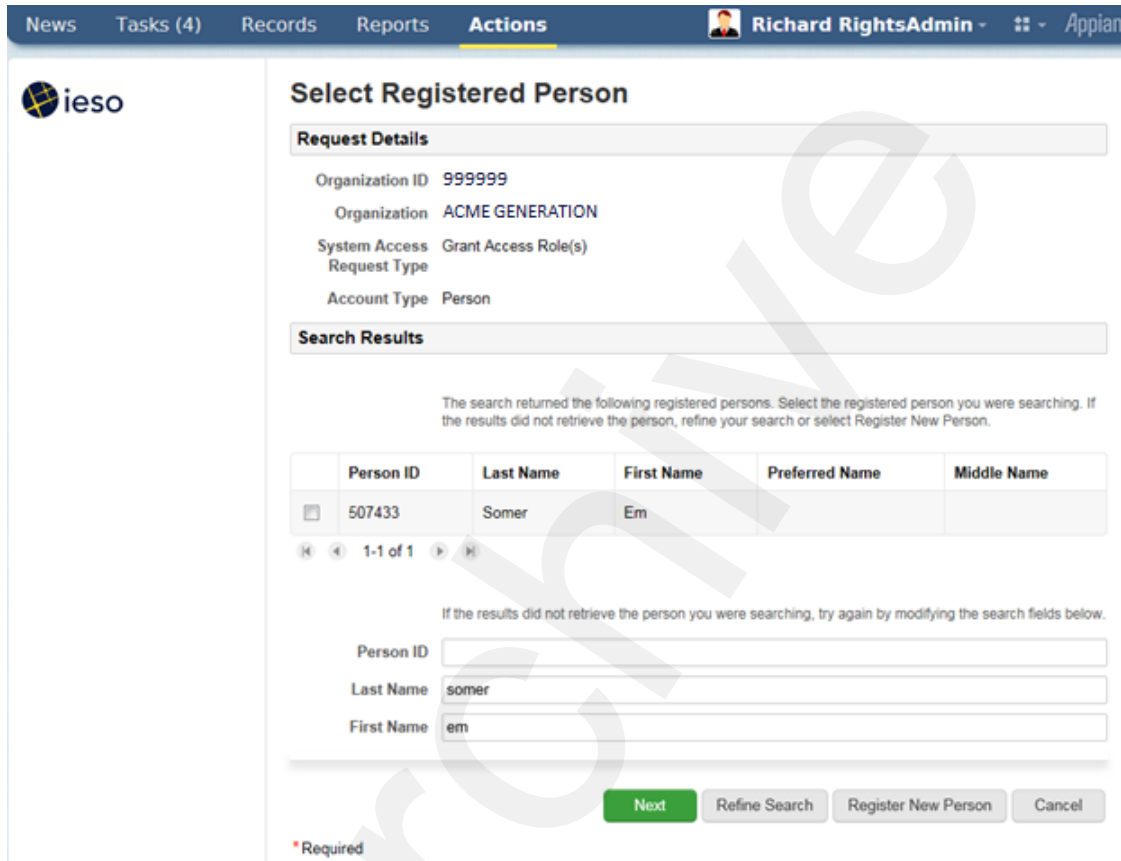 News Tasks (4) Records Reports Actions Richard RightsAdmin Appian
ieso
Select Registered Person
Request Details
Organization ID 999999
Organization ACME GENERATION
System Access Request Type Grant Access Role(s)
Account Type Person
Search Results
The search returned the following registered persons. Select the registered person you were searching. If
the results did not retrieve the person, refine your search or select Register New Person.
Person ID Last Name First Name Preferred Name Middle Name
507433 Somer Em
1-1 of 1
If the results did not retrieve the person you were searching, try again by modifying the search fields below.
Person ID
Last Name somer
First Name em
Next Refine Search Register New Person Cancel
*Required